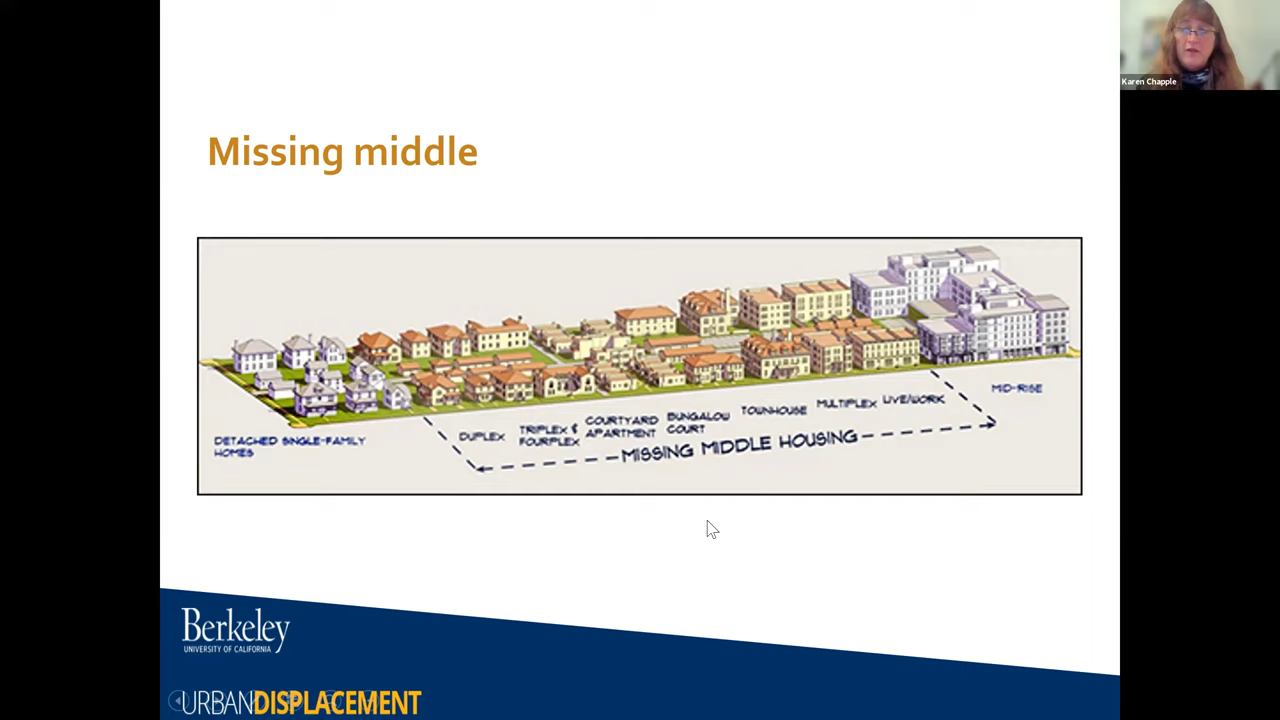 Karen Chapple
Missing middle
DETACHED SINGLE-FAMILY
HOMES
DUPLEX
TRIPLEX &
FOURPLEX
COURTYARD
APARTMENT
BUNGALOW
COURT
TOWNHOUSE
MULTIPLEX
LIVE/WORK
MID-RISE
MISSING MIDDLE HOUSING
Berkeley
UNIVERSITY OF CALIFORNIA
URBANDISPLACEMENT